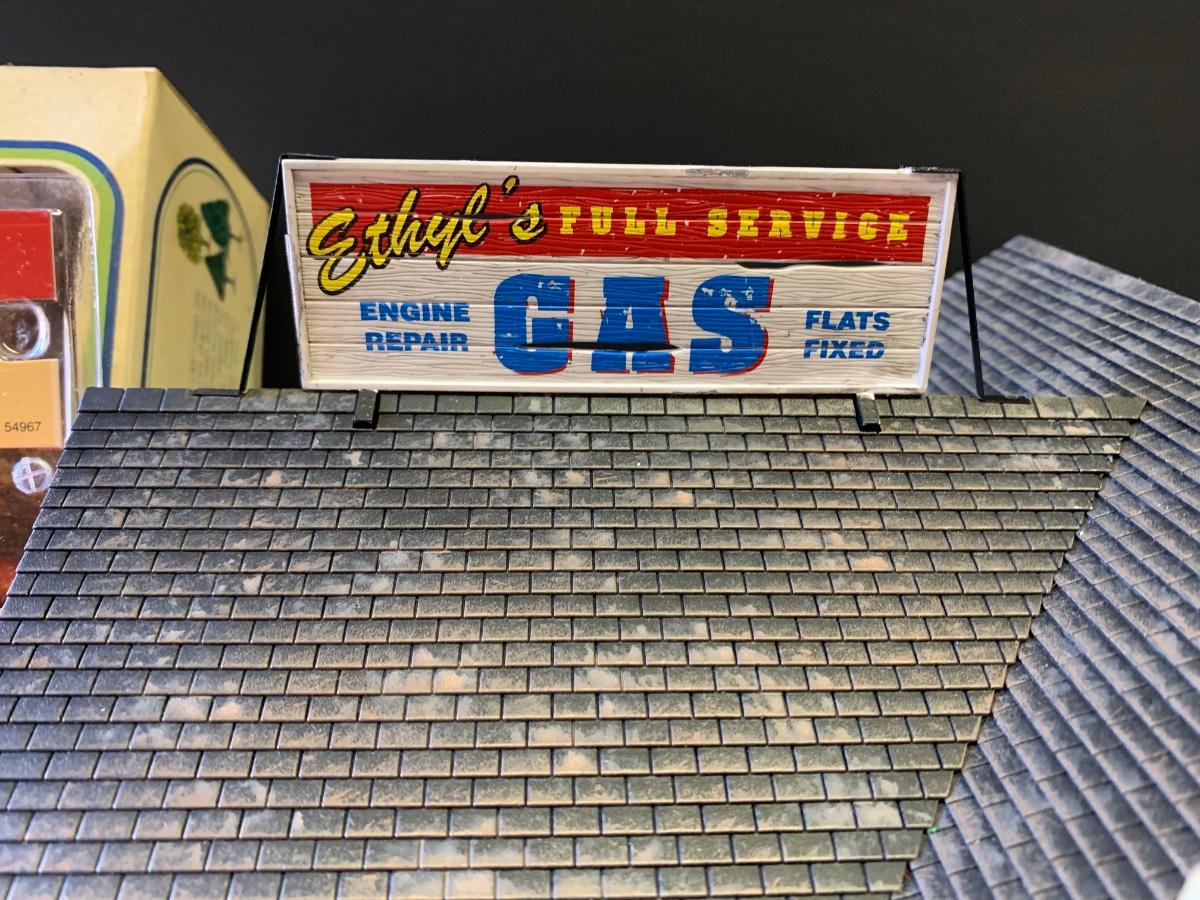 Ethyl's FULL SERVICE
GAS
ENGINE
REPAIR
FLATS
FIXED
54967